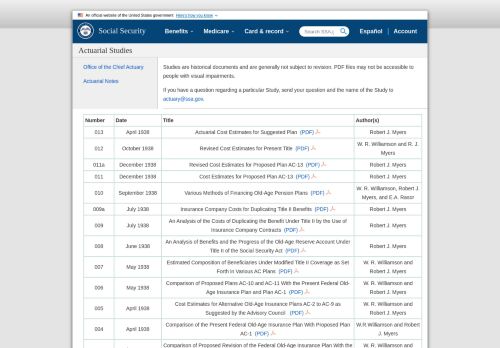 An official website of the United States government Here's how you know
Social Security
Benefits Medicare Card & record Search SSA.g Español Account
Actuarial Studies
Office of the Chief Actuary
Actuarial Notes
Studies are historical documents and are generally not subject to revision. PDF files may not be accessible to
people with visual impairments.
If you have a question regarding a particular Study, send your question and the name of the Study to
actuary@ssa.gov.
Number Date Title Author(s)
013 April 1938 Actuarial Cost Estimates for Suggested Plan (PDF) Robert J. Myers
012 October 1938 Revised Cost Estimates for Present Title (PDF) W. R. Williamson and R. J.
Myers
011a December 1938 Revised Cost Estimates for Proposed Plan AC-13 (PDF) Robert J. Myers
011 December 1938 Cost Estimates for Proposed Plan AC-13 (PDF) Robert J. Myers
010 September 1938 Various Methods of Financing Old-Age Pension Plans (PDF) W. R. Williamson, Robert J.
Myers, and E.A. Rasor
009a July 1938 Insurance Company Costs for Duplicating Title II Benefits (PDF) Robert J. Myers
009 July 1938 An Analysis of the Costs of Duplicating the Benefit Under Title II by the Use of
Insurance Company Contracts (PDF) Robert J. Myers
008 June 1938 An Analysis of Benefits and the Progress of the Old-Age Reserve Account Under
Title II of the Social Security Act (PDF) Robert J. Myers
007 May 1938 Estimated Composition of Beneficiaries Under Modified Title II Coverage as Set
Forth in Various AC Plans (PDF) W. R. Williamson and
Robert J. Myers
006 May 1938 Comparison of Proposed Plans AC-10 and AC-11 With the Present Federal Old-
Age Insurance Plan and Plan AC-1 (PDF) W. R. Williamson and
Robert J. Myers
005 April 1938 Cost Estimates for Alternative Old-Age Insurance Plans AC-2 to AC-9 as
Suggested by the Advisory Council (PDF) W. R. Williamson and
Robert J. Myers
004 April 1938 Comparison of the Present Federal Old Age Insurance Plan With Proposed Plan
AC-1 (PDF) W.R Williamson and Robert
J. Myers
Comparison of Proposed Revision of the Federal Old-Age Insurance Plan With the W. R. Williamson and